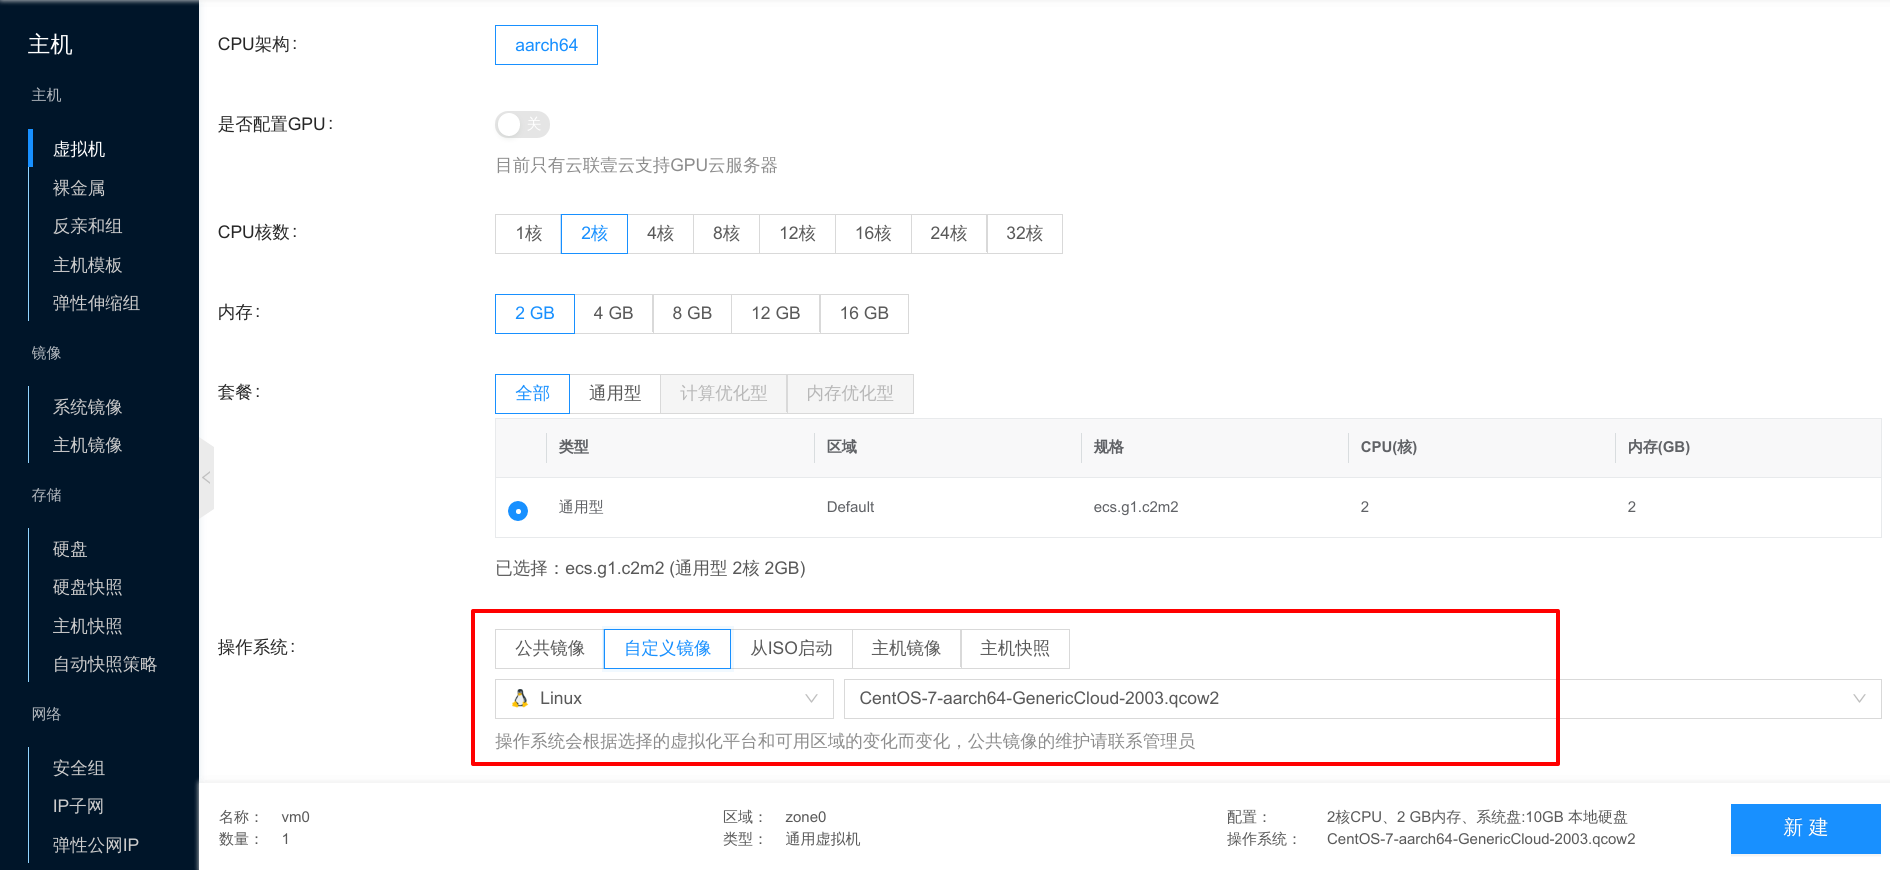 主机
主机
虚拟机
裸金属
反亲和组
主机模板
弹性伸缩组
镜像
系统镜像
主机镜像
存储
硬盘
硬盘快照
主机快照
自动快照策略
网络
安全组
IP子网
弹性公网IP
CPU架构: aarch64
是否配置GPU: 关
目前只有云联壹云支持GPU云服务器
CPU核数: 1核 2核 4核 8核 12核 16核 24核 32核
内存: 2 GB 4 GB 8 GB 12 GB 16 GB
套餐: 全部 通用型 计算优化型 内存优化型
类型 区域 规格 CPU(核) 内存(GB)
通用型 Default ecs.g1.c2m2 2 2
已选择：ecs.g1.c2m2 (通用型 2核 2GB)
操作系统: 公共镜像 自定义镜像 从ISO启动 主机镜像 主机快照
Linux CentOS-7-aarch64-GenericCloud-2003.qcow2
操作系统会根据选择的虚拟化平台和可用区域的变化而变化，公共镜像的维护请联系管理员
名称： vm0 区域： zone0 配置： 2核CPU、2 GB内存、系统盘:10GB 本地硬盘
数量： 1 类型： 通用虚拟机 操作系统： CentOS-7-aarch64-GenericCloud-2003.qcow2
新 建